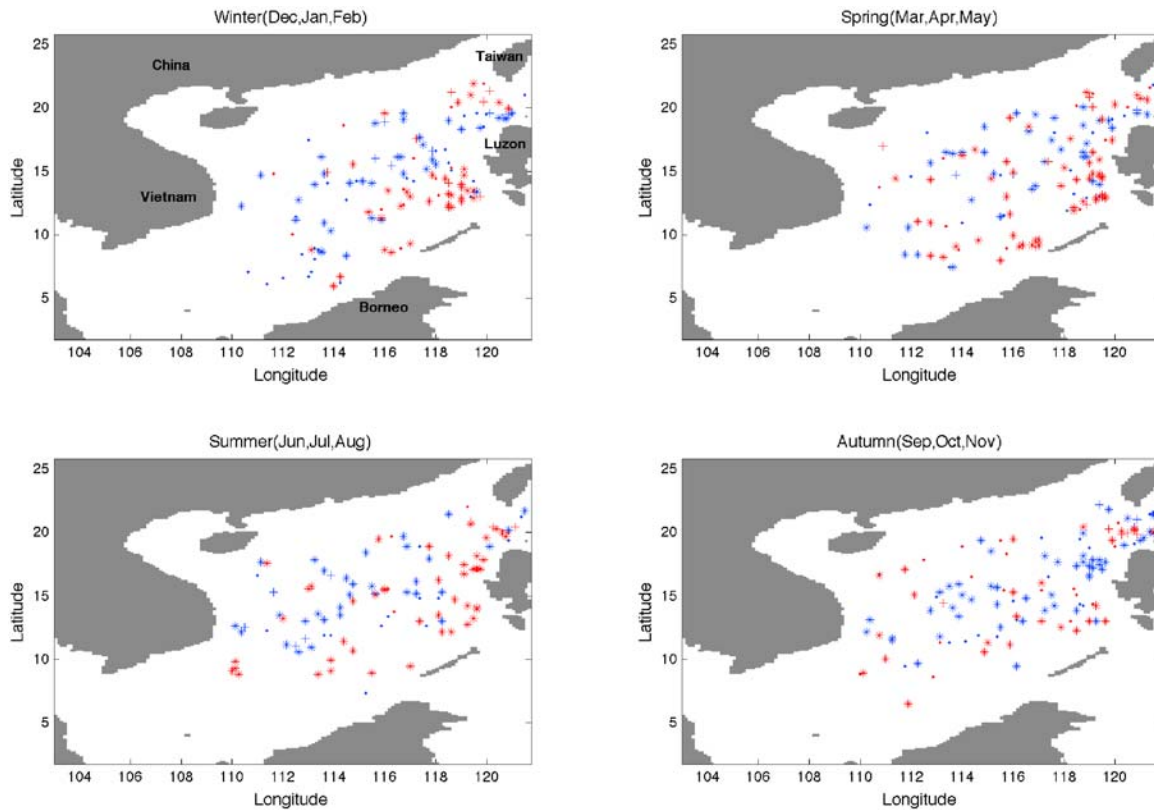 Winter(Dec,Jan,Feb)
25
20
15
10
5
Latitude
China
Taiwan
Luzon
Vietnam
Borneo
104 106 108 110 112 114 116 118 120
Longitude
Spring(Mar,Apr,May)
25
20
15
10
5
Latitude
104 106 108 110 112 114 116 118 120
Longitude
Summer(Jun,Jul,Aug)
25
20
15
10
5
Latitude
104 106 108 110 112 114 116 118 120
Longitude
Autumn(Sep,Oct,Nov)
25
20
15
10
5
Latitude
104 106 108 110 112 114 116 118 120
Longitude